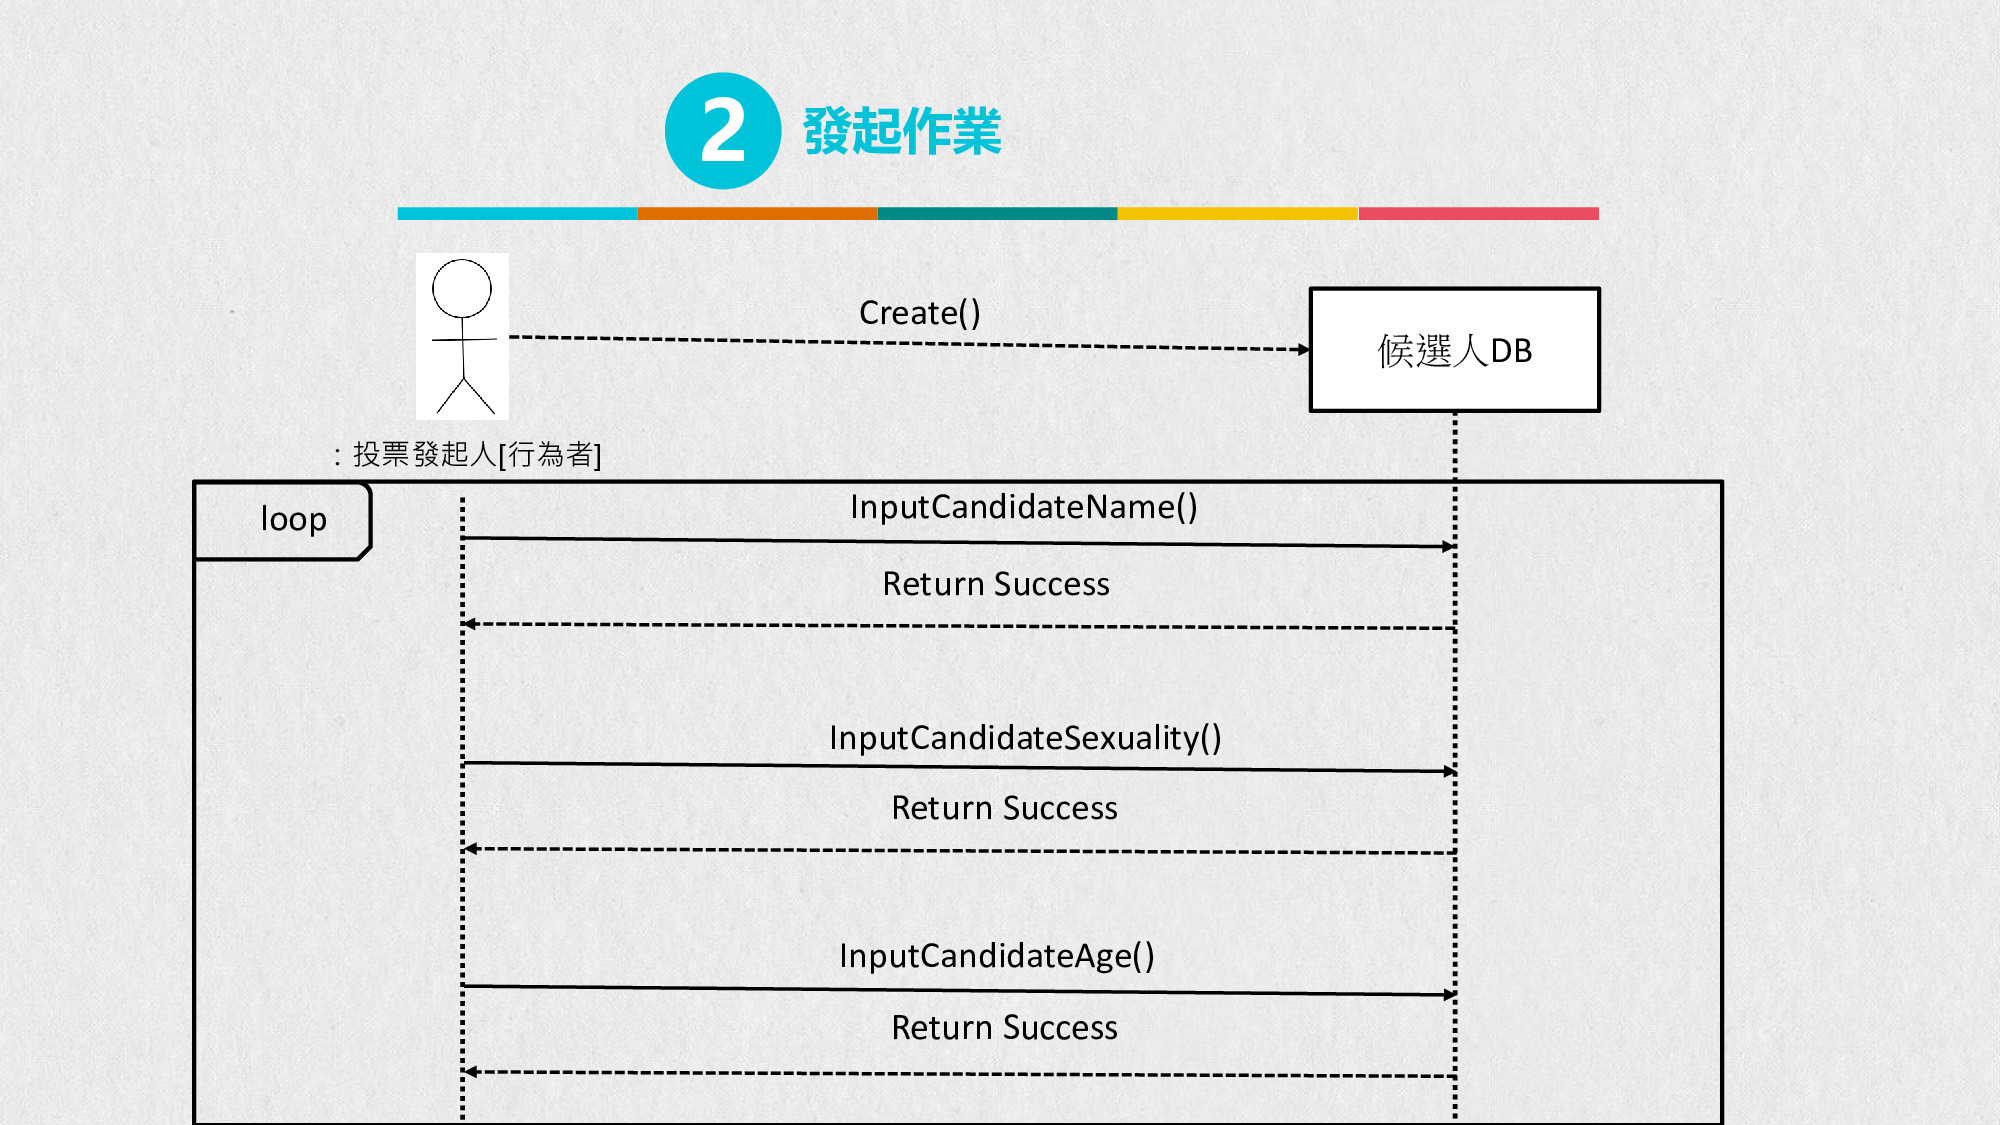 2 發起作業
Create()
候選人DB
：投票發起人[行為者]
loop
InputCandidateName()
Return Success
InputCandidateSexuality()
Return Success
InputCandidateAge()
Return Success